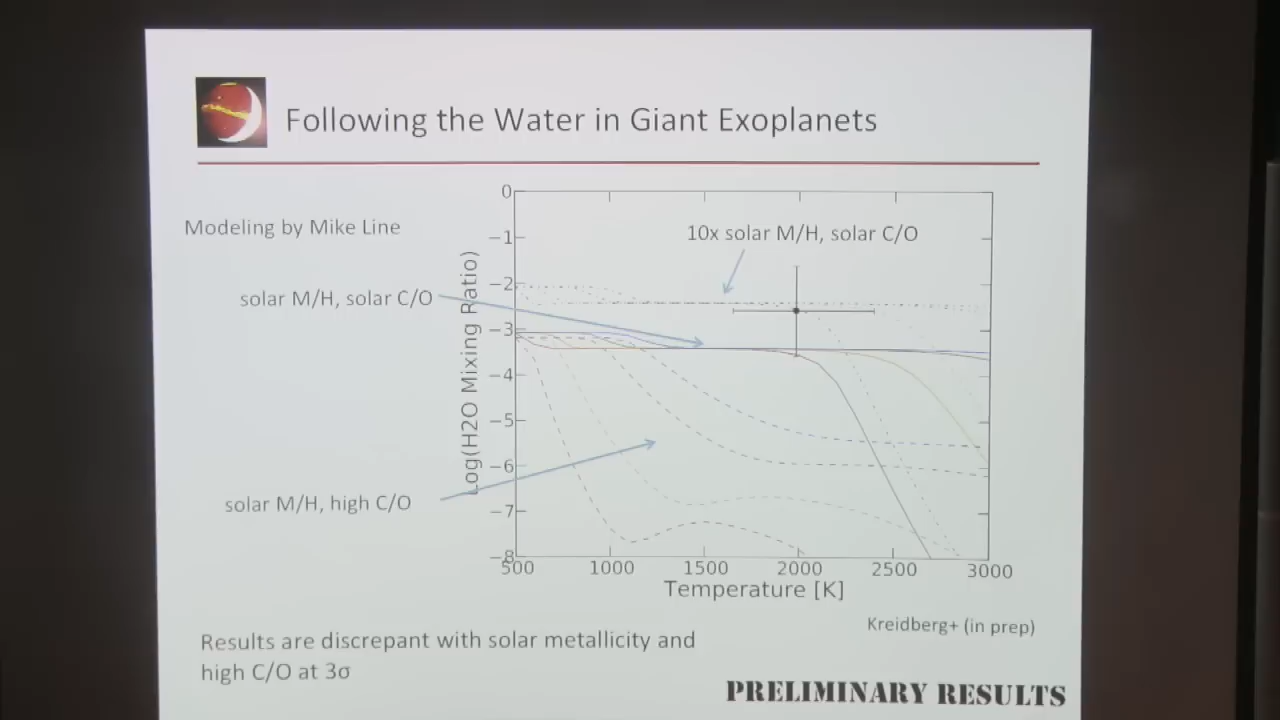 Following the Water in Giant Exoplanets
Modeling by Mike Line
10x solar M/H, solar C/O
solar M/H, solar C/O
solar M/H, high C/O
Log(H2O Mixing Ratio)
0
−1
−2
−3
−4
−5
−6
−7
−8
500
1000
1500
2000
2500
3000
Temperature [K]
Kreidberg+ (in prep)
Results are discrepant with solar metallicity and
high C/O at 3σ
PRELIMINARY RESULTS